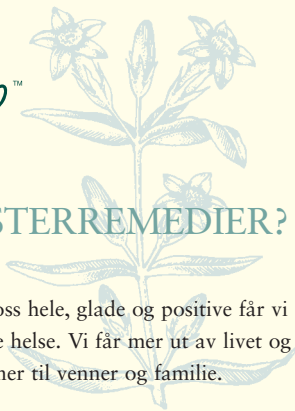 ™
STERREMEDIER?
oss hele, glade og positive får vi
e helse. Vi får mer ut av livet og
ner til venner og familie.